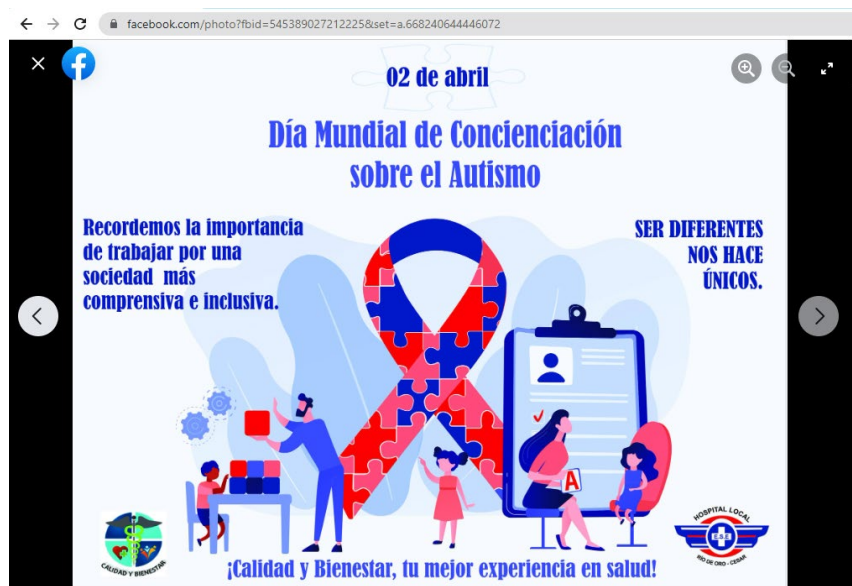 facebook.com/photo?fbid=545389027212225&set=a.668240644446072
02 de abril
Día Mundial de Concienciación
sobre el Autismo
Recordemos la importancia
de trabajar por una
sociedad más
comprensiva e inclusiva.
SER DIFERENTES
NOS HACE
ÚNICOS.
A
CALIDAD Y BIENESTAR
HOSPITAL LOCAL
E.S.E
RIO DE ORO - CESAR
¡Calidad y Bienestar, tu mejor experiencia en salud!